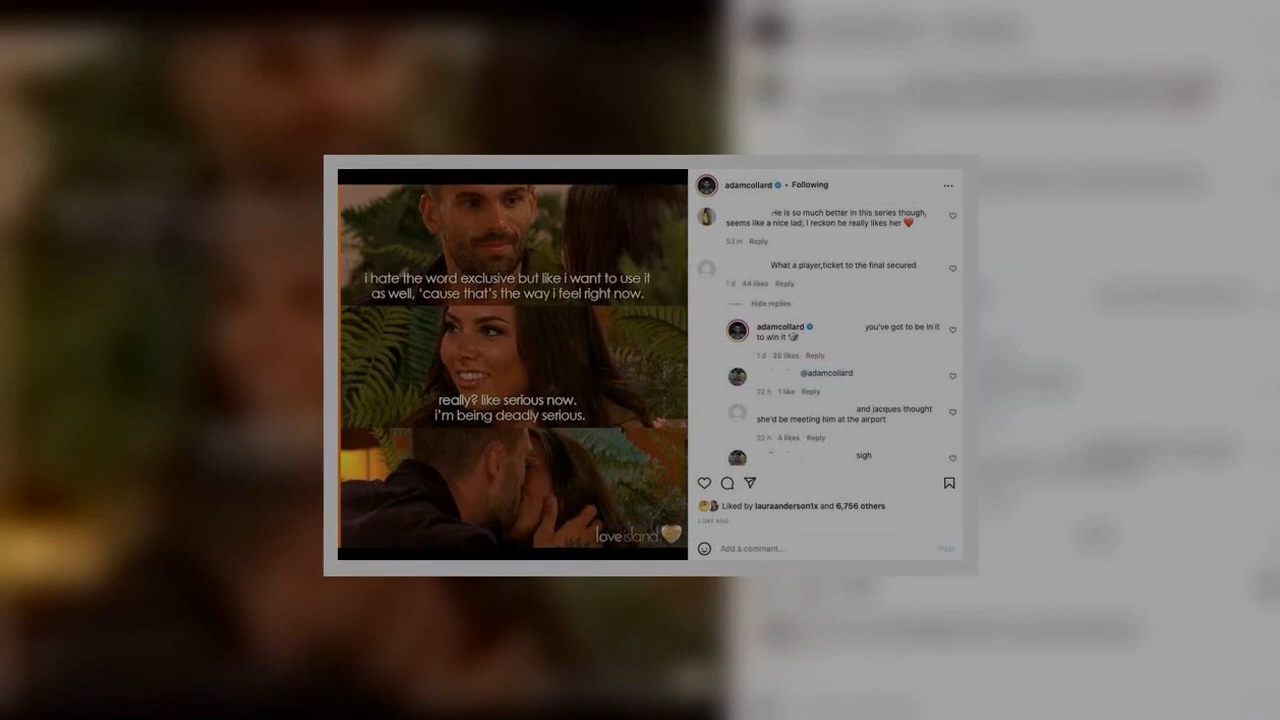 i hate the word exclusive but like i want to use it
as well, 'cause that's the way i feel right now.
really? like serious now.
i'm being deadly serious.
loveisland
adamcollard • Following
He is so much better in this series though,
seems like a nice lad, I reckon he really likes her ❤️
53 m Reply
What a player,ticket to the final secured
1 d 44 likes Reply
Hide replies
adamcollard you've got to be in it
to win it
1 d 20 likes Reply
@adamcollard
22 h 1 like Reply
and jacques thought
she'd be meeting him at the airport
22 h 4 likes Reply
sigh
Liked by lauraanderson1x and 6,756 others
1 DAY AGO
Add a comment...
Post